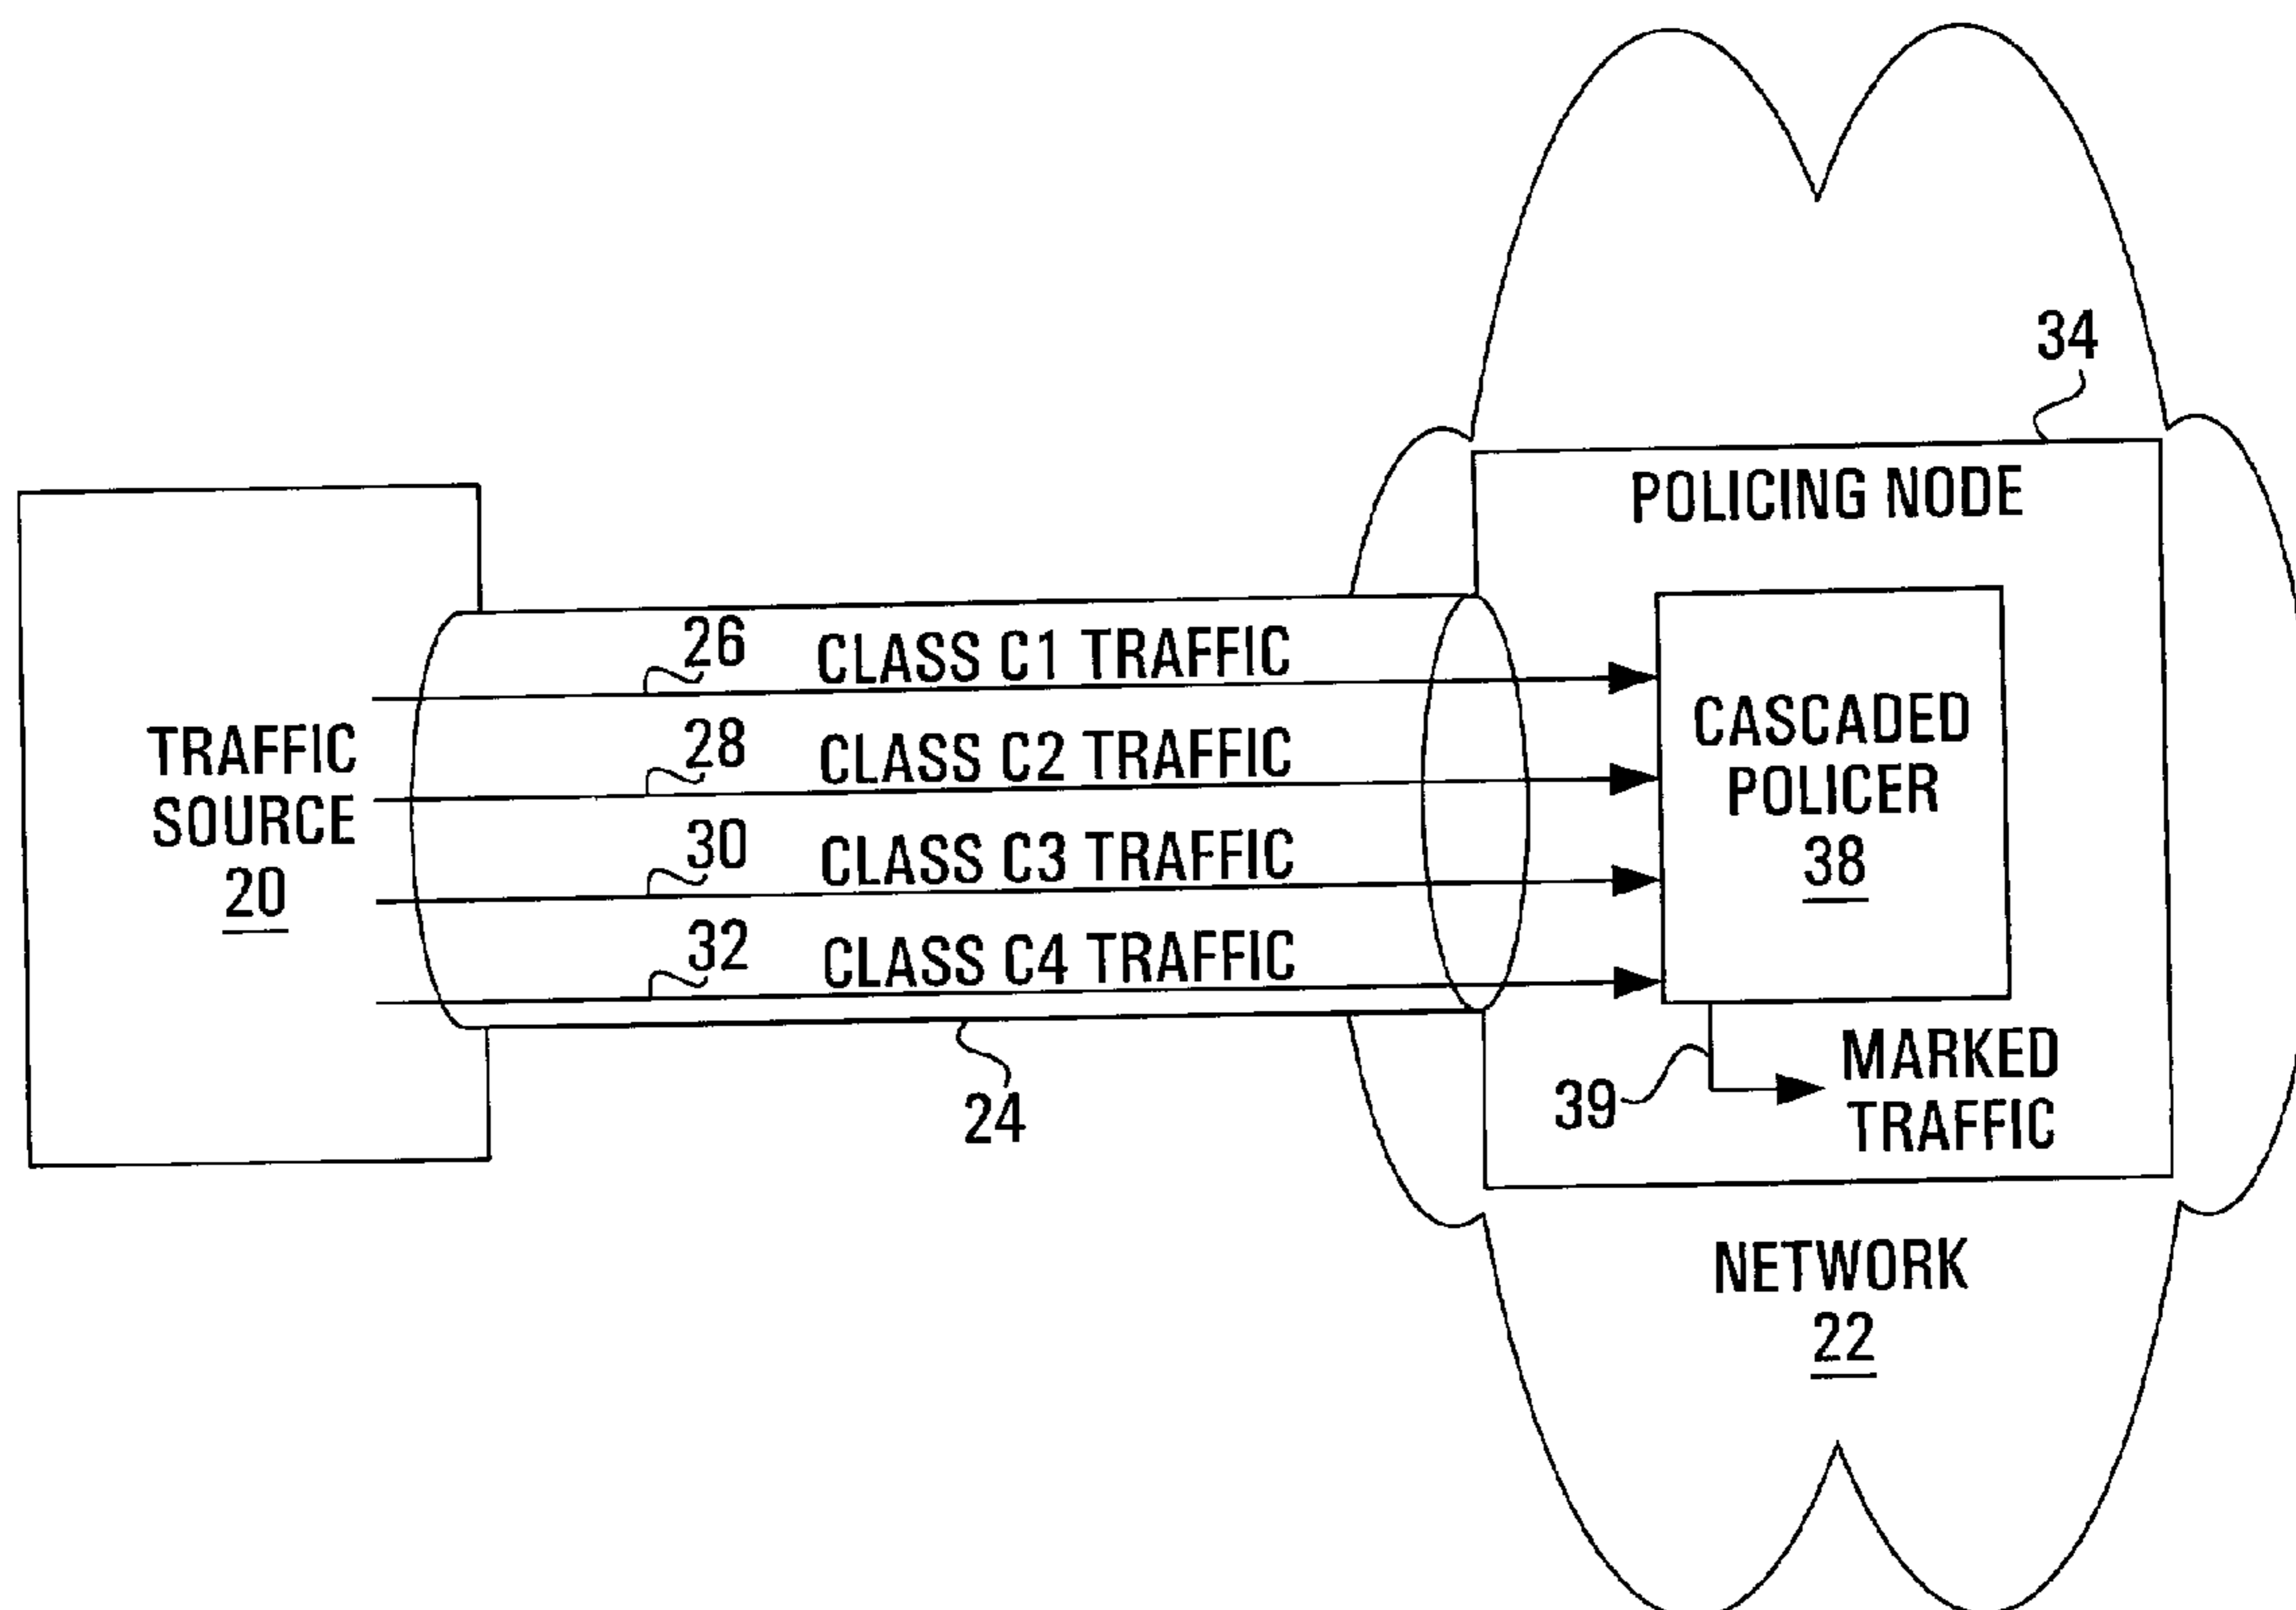 34
POLICING NODE
26
CLASS C1 TRAFFIC
28
CLASS C2 TRAFFIC
30
CLASS C3 TRAFFIC
32
CLASS C4 TRAFFIC
TRAFFIC
SOURCE
20
CASCADED
POLICER
38
24
39
MARKED
TRAFFIC
NETWORK
22